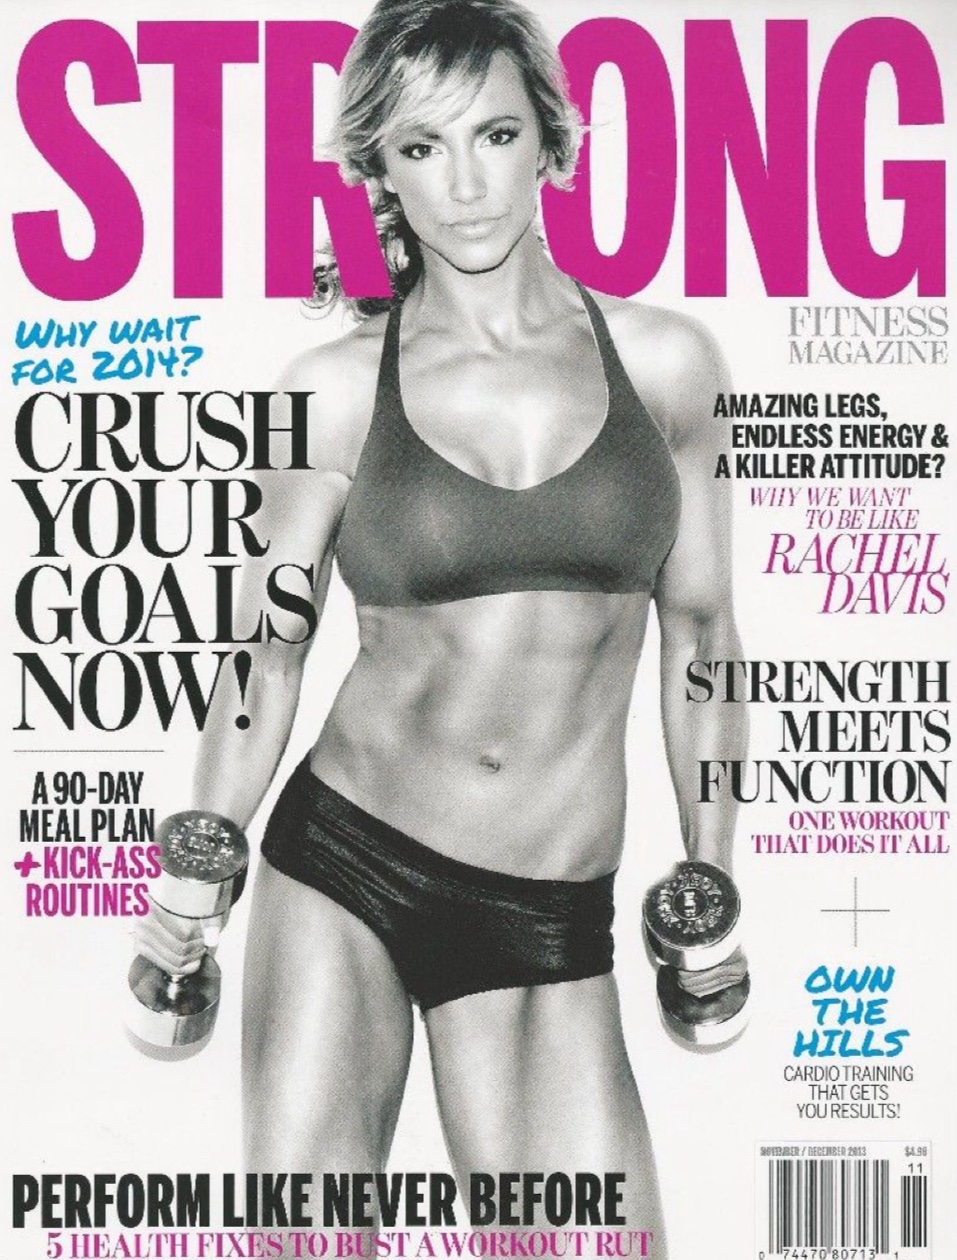 STRONG
FITNESS
MAGAZINE
WHY WAIT
FOR 2014?
CRUSH
YOUR
GOALS
NOW!
A 90-DAY
MEAL PLAN
+KICK-ASS
ROUTINES
AMAZING LEGS,
ENDLESS ENERGY &
A KILLER ATTITUDE?
WHY WE WANT
TO BE LIKE
RACHEL
DAVIS
STRENGTH
MEETS
FUNCTION
ONE WORKOUT
THAT DOES IT ALL
OWN
THE
HILLS
CARDIO TRAINING
THAT GETS
YOU RESULTS!
NOVEMBER / DECEMBER 2013 $4.99
11
0 74470 80713
PERFORM LIKE NEVER BEFORE
5 HEALTH FIXES TO BUST A WORKOUT RUT